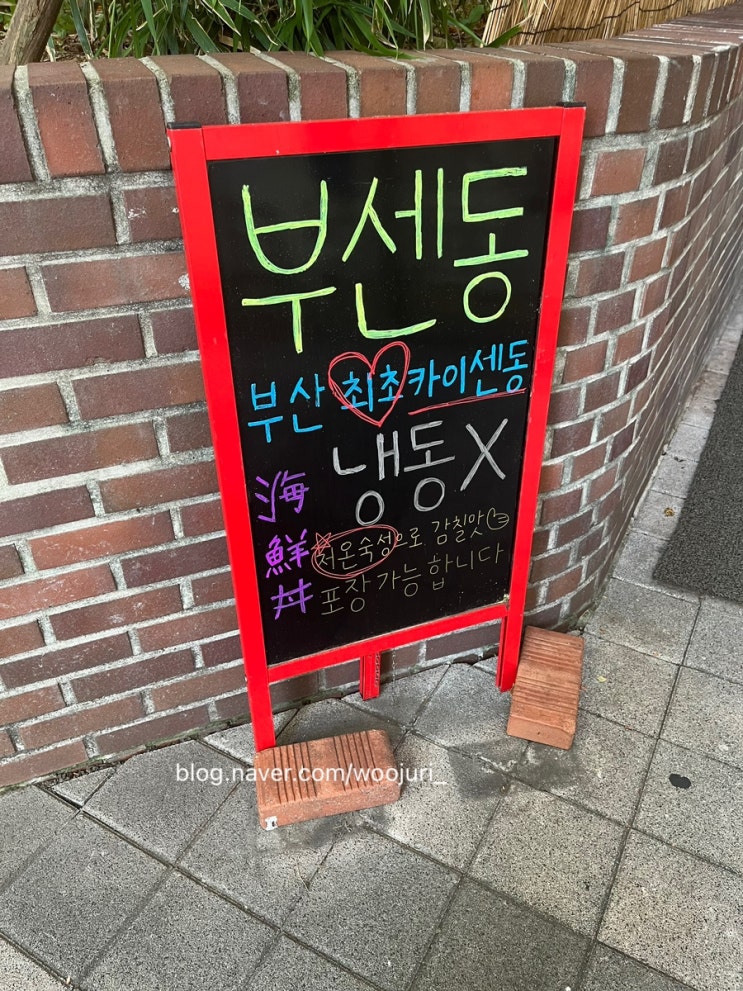 부센동
부산 최초 카이센동
냉동X
海鮮丼
저온숙성으로 감칠맛
포장 가능합니다
blog.naver.com/woojuri_